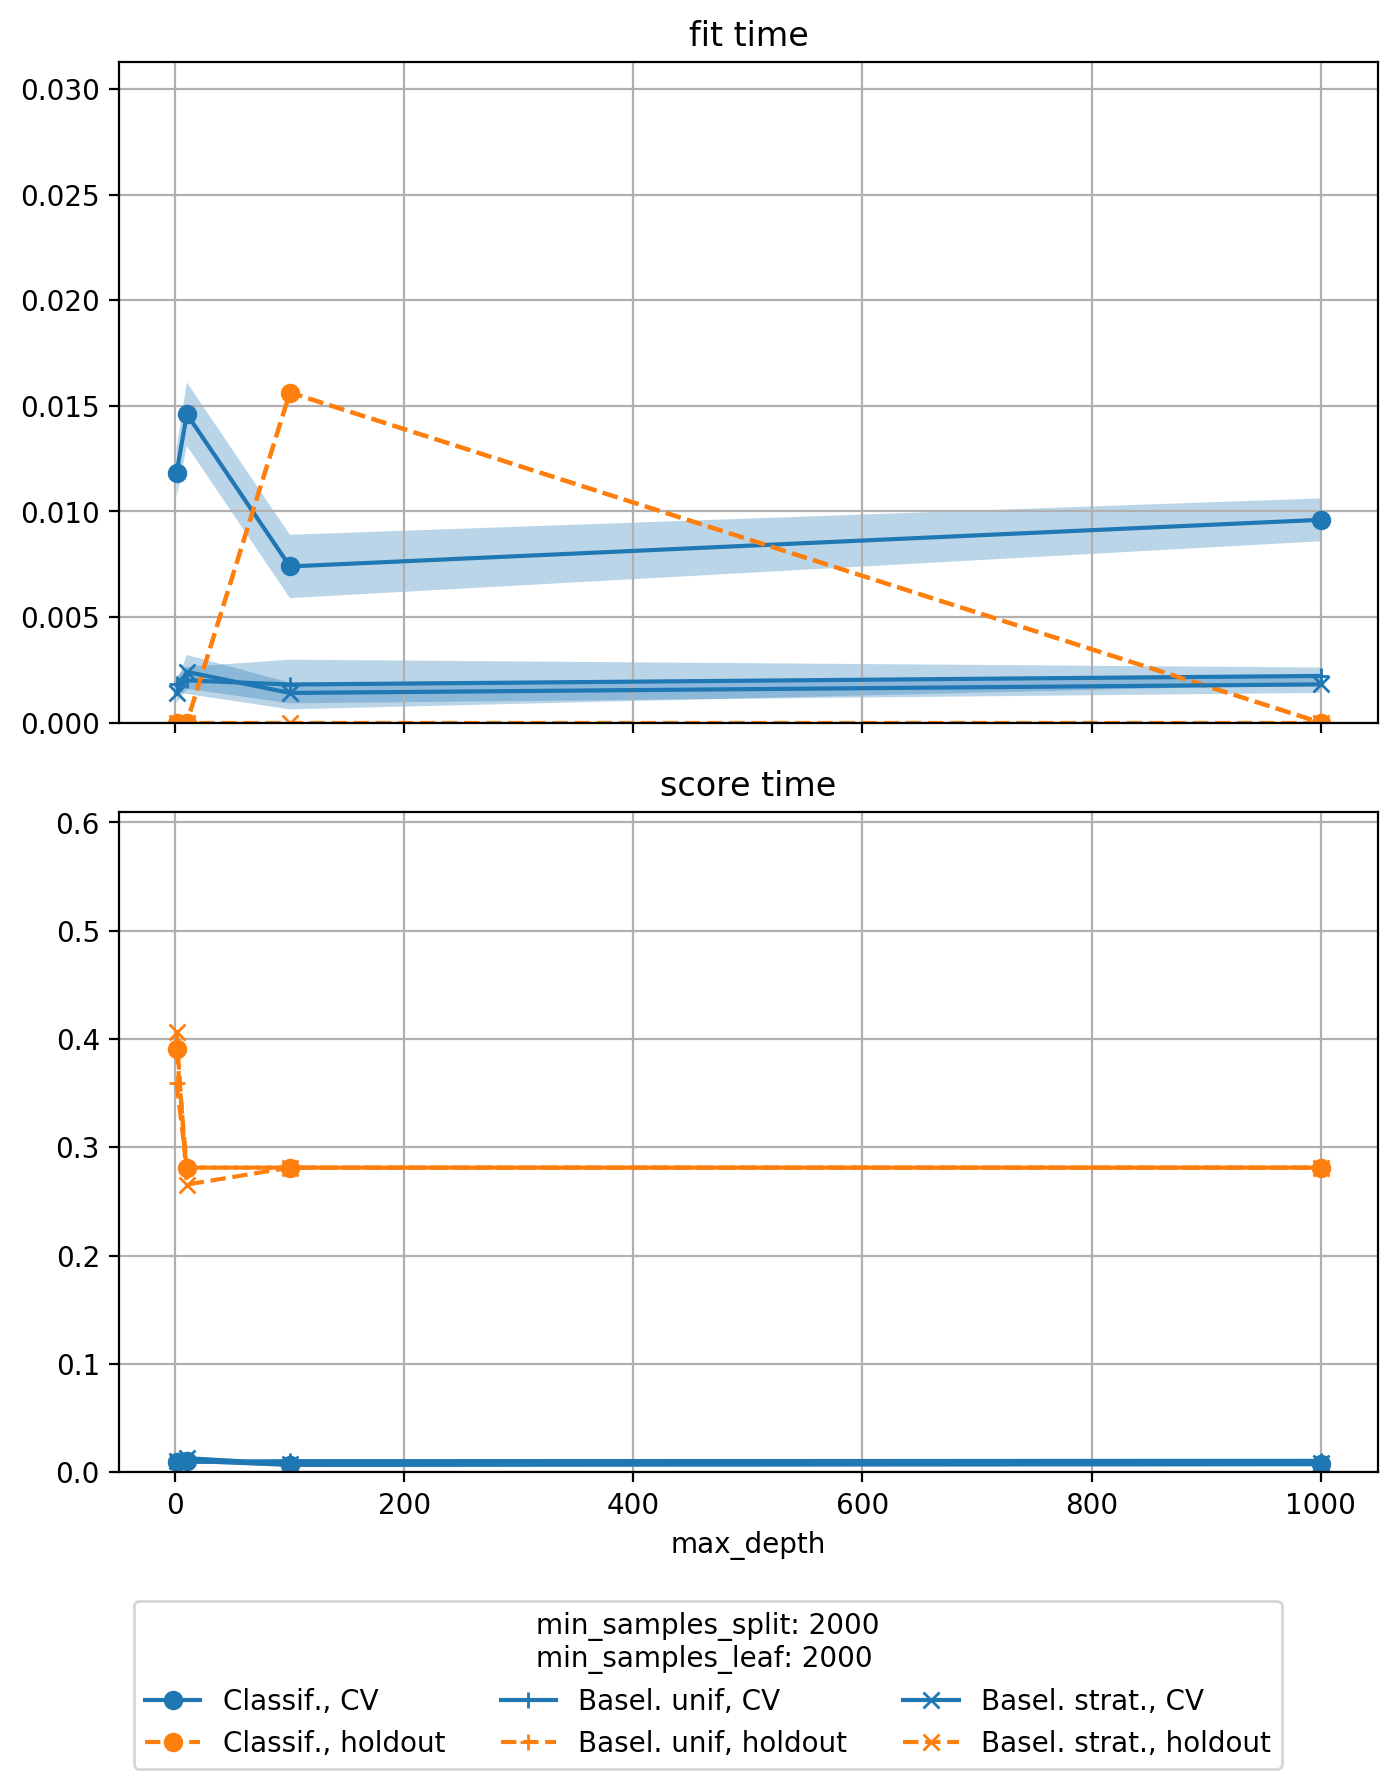 fit time
0.030
0.025
0.020
0.015
0.010
0.005
0.000
score time
0.6
0.5
0.4
0.3
0.2
0.1
0.0
0 200 400 600 800 1000
max_depth
min_samples_split: 2000
min_samples_leaf: 2000
Classif., CV Basel. unif, CV Basel. strat., CV
Classif., holdout Basel. unif, holdout Basel. strat., holdout